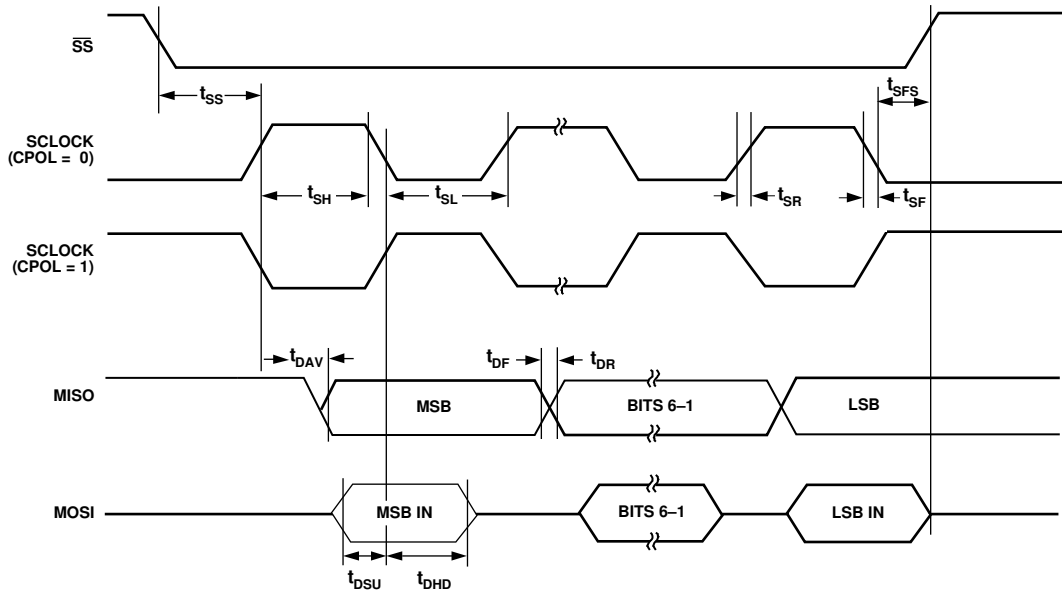 SS
tSS
tSFS
SCLOCK
(CPOL = 0)
tSH
tSL
tSR
tSF
SCLOCK
(CPOL = 1)
tDAV
tDF
tDR
MISO
MSB
BITS 6–1
LSB
MOSI
MSB IN
BITS 6–1
LSB IN
tDSU
tDHD